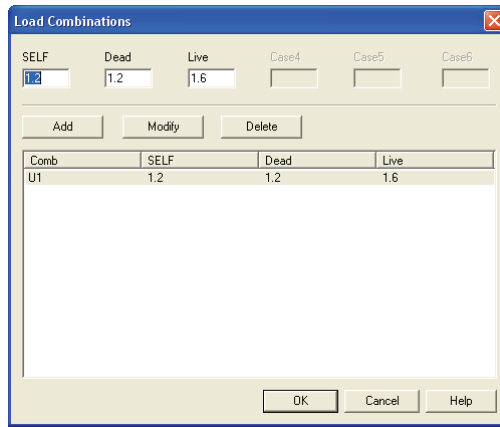 Load Combinations
SELF Dead Live Case4 Case5 Case6
1.2 1.2 1.6
Add Modify Delete
Comb SELF Dead Live
U1 1.2 1.2 1.6
OK Cancel Help